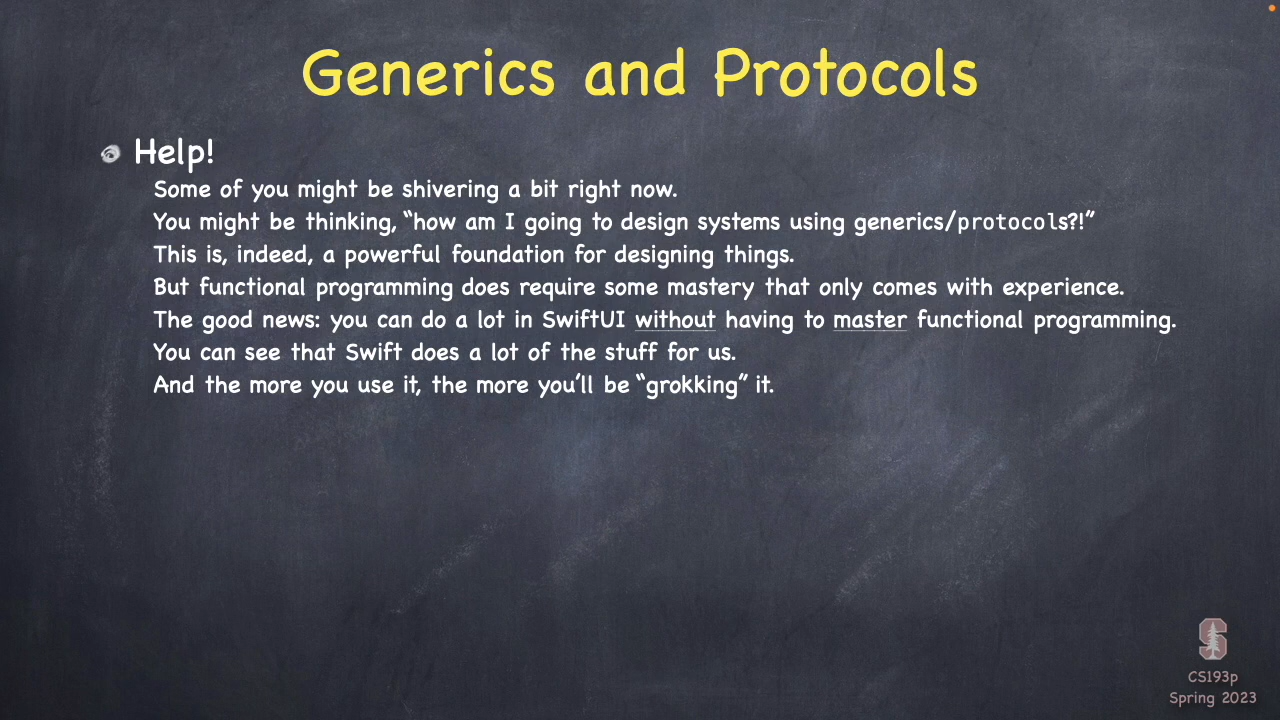 Generics and Protocols
Help!
Some of you might be shivering a bit right now.
You might be thinking, “how am I going to design systems using generics/protocols?!”
This is, indeed, a powerful foundation for designing things.
But functional programming does require some mastery that only comes with experience.
The good news: you can do a lot in SwiftUI without having to master functional programming.
You can see that Swift does a lot of the stuff for us.
And the more you use it, the more you’ll be “grokking” it.
S
CS193p
Spring 2023